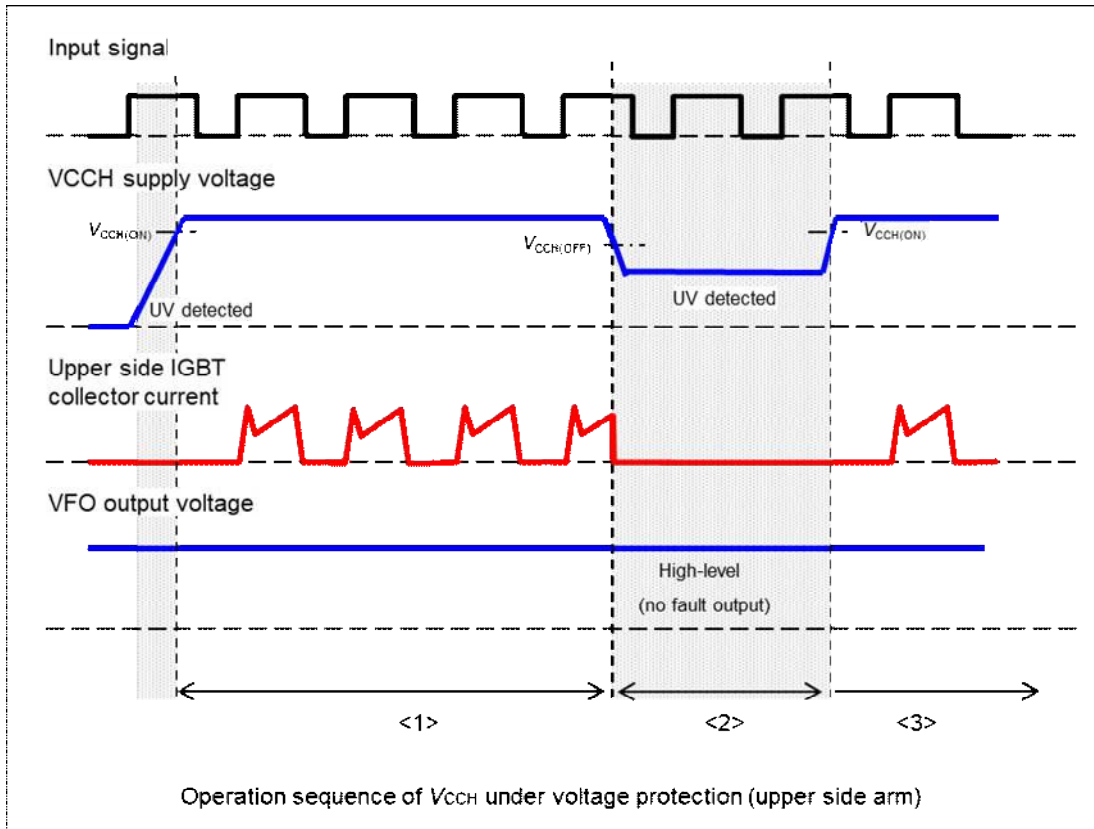 Input signal
VCCH supply voltage
VCCH(ON)
VCCH(OFF)
VCCH(ON)
UV detected
UV detected
Upper side IGBT
collector current
VFO output voltage
High-level
(no fault output)
<1>
<2>
<3>
Operation sequence of VCCH under voltage protection (upper side arm)